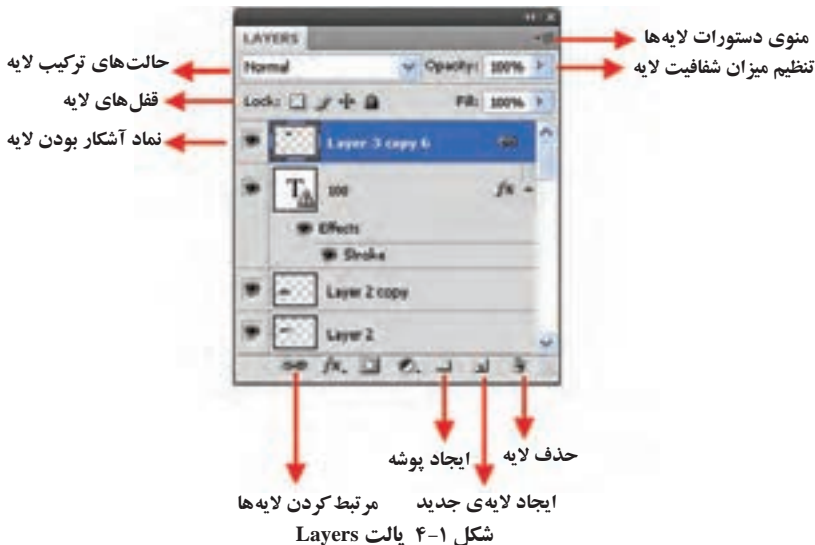 منوی دستورات لایه‌ها
حالت‌های ترکیب لایه
تنظیم میزان شفافیت لایه
قفل‌های لایه
نماد آشکار بودن لایه
LAYERS
Normal
Opacity: 100%
Lock:
Fill: 100%
Layer 3 copy 6
T 100 fx
Effects
Stroke
Layer 2 copy
Layer 2
fx.
حذف لایه
ایجاد پوشه
ایجاد لایه‌ی جدید
مرتبط کردن لایه‌ها
شکل ۱-۴ پالت Layers